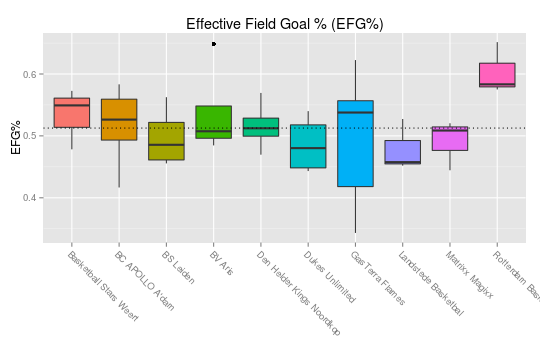 Effective Field Goal % (EFG%)
EFG%
0.6
0.5
0.4
Basketball Stars Weert
BC APOLLO A'dam
BS Leiden
BV Aris
Den Helder Kings Noordkop
Dukes Unlimited
GasTerra Flames
Landstede Basketbal
Matrixx Magixx
Rotterdam Bas